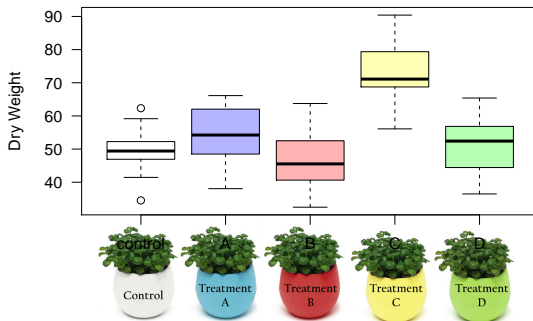 90
80
70
60
50
40
Dry Weight
control A B C D
Control
Treatment A
Treatment B
Treatment C
Treatment D